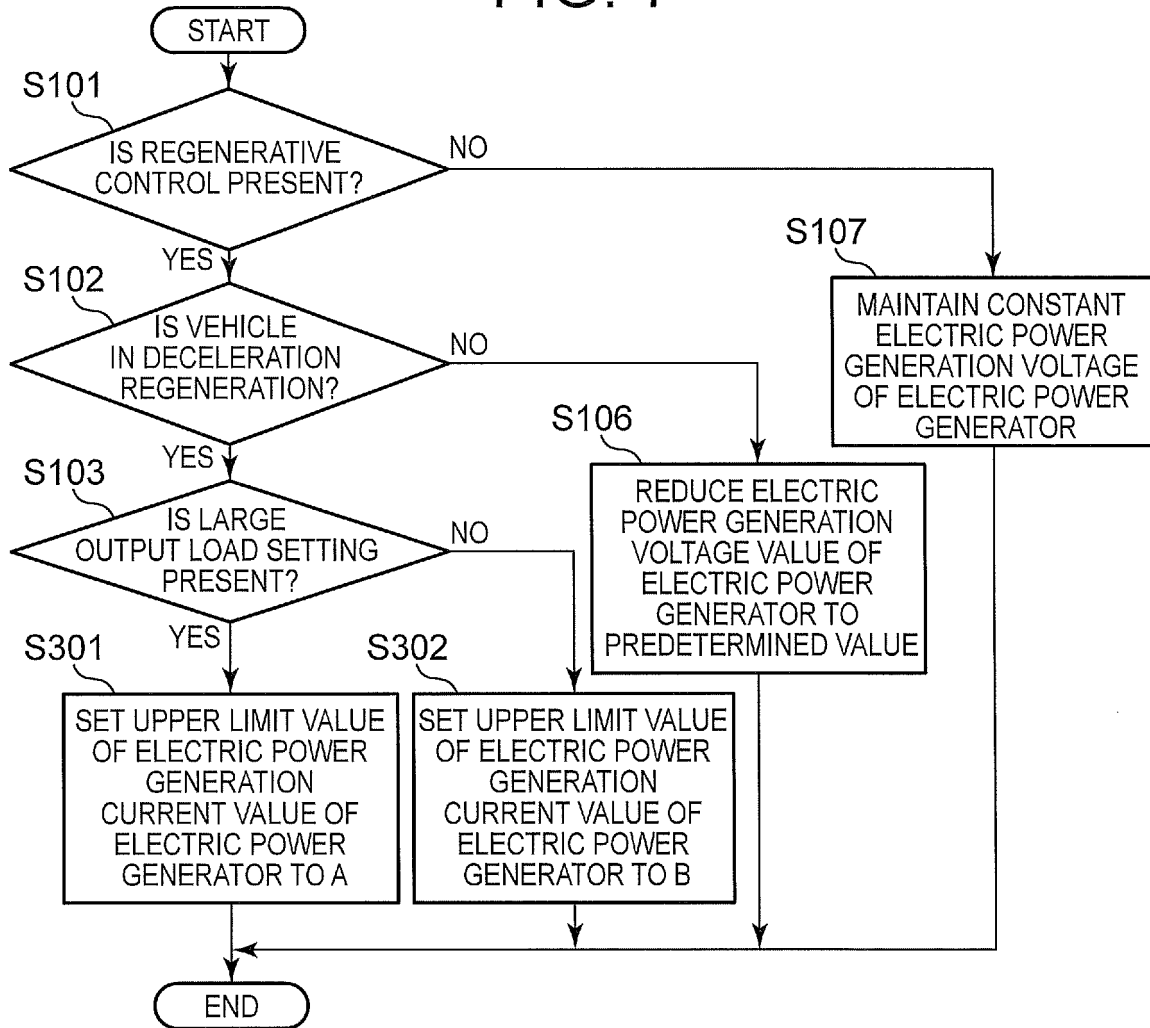 START
S101
IS REGENERATIVE
CONTROL PRESENT?
NO
YES
S107
MAINTAIN CONSTANT
ELECTRIC POWER
GENERATION VOLTAGE
OF ELECTRIC POWER
GENERATOR
S102
IS VEHICLE
IN DECELERATION
REGENERATION?
NO
YES
S106
REDUCE ELECTRIC
POWER GENERATION
VOLTAGE VALUE OF
ELECTRIC POWER
GENERATOR TO
PREDETERMINED VALUE
S103
IS LARGE
OUTPUT LOAD SETTING
PRESENT?
NO
YES
S301
SET UPPER LIMIT VALUE
OF ELECTRIC POWER
GENERATION
CURRENT VALUE OF
ELECTRIC POWER
GENERATOR TO A
S302
SET UPPER LIMIT VALUE
OF ELECTRIC POWER
GENERATION
CURRENT VALUE OF
ELECTRIC POWER
GENERATOR TO B
END